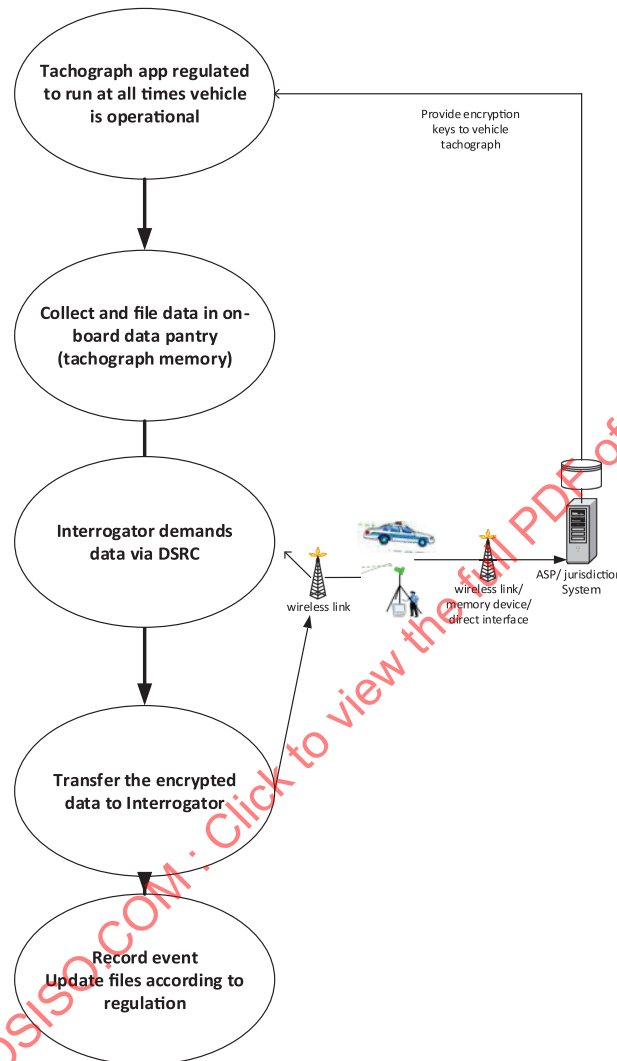 Tachograph app regulated
to run at all times vehicle
is operational
Provide encryption
keys to vehicle
tachograph
Collect and file data in on-
board data pantry
(tachograph memory)
Interrogator demands
data via DSRC
wireless link
wireless link/
memory device/
direct interface
ASP/ jurisdiction
System
Transfer the encrypted
data to Interrogator
Record event
Update files according to
regulation
OSISO.COM : Click to view the full PDF of